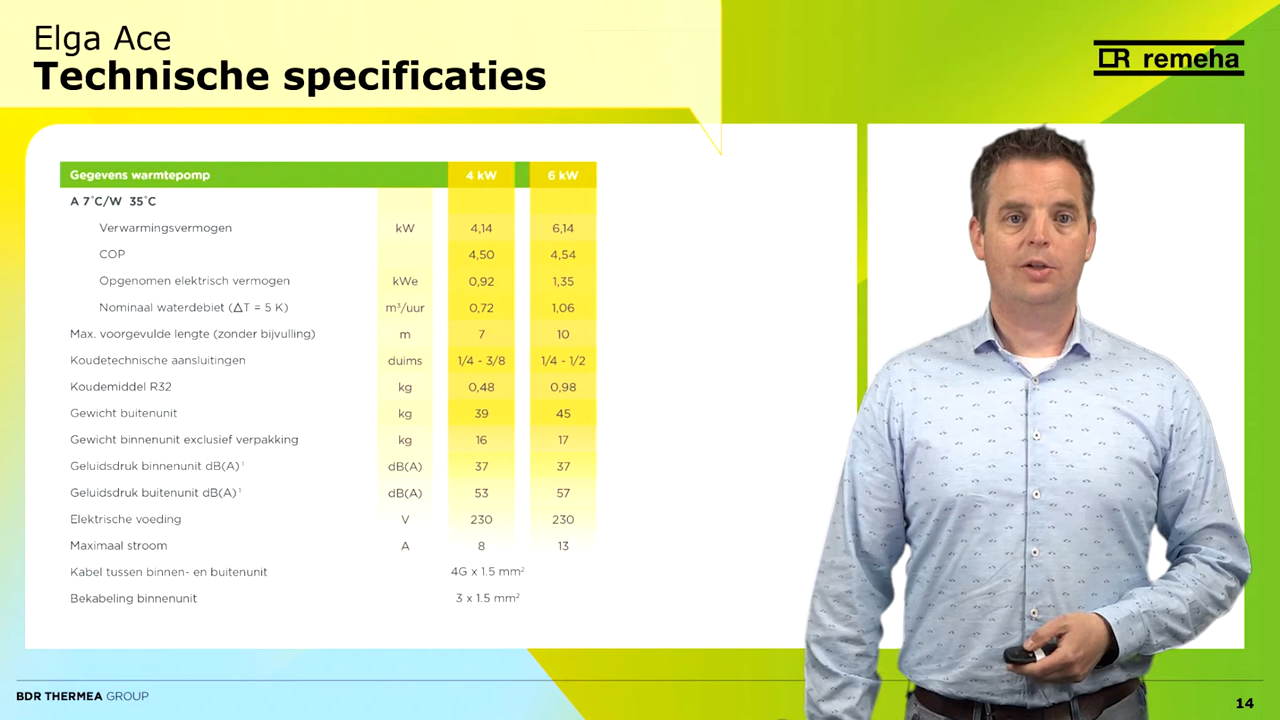 Elga Ace
Technische specificaties
remeha
Gegevens warmtepomp 4 kW 6 kW
A 7°C/W 35°C
Verwarmingsvermogen kW 4,14 6,14
COP 4,50 4,54
Opgenomen elektrisch vermogen kWe 0,92 1,35
Nominaal waterdebiet (ΔT = 5 K) m³/uur 0,72 1,06
Max. voorgevulde lengte (zonder bijvulling) m 7 10
Koudetechnische aansluitingen duims 1/4 - 3/8 1/4 - 1/2
Koudemiddel R32 kg 0,48 0,98
Gewicht buitenunit kg 39 45
Gewicht binnenunit exclusief verpakking kg 16 17
Geluidsdruk binnenunit dB(A)¹ dB(A) 37 37
Geluidsdruk buitenunit dB(A)¹ dB(A) 53 57
Elektrische voeding V 230 230
Maximaal stroom A 8 13
Kabel tussen binnen- en buitenunit 4G x 1.5 mm²
Bekabeling binnenunit 3 x 1.5 mm²
BDR THERMEA GROUP
14